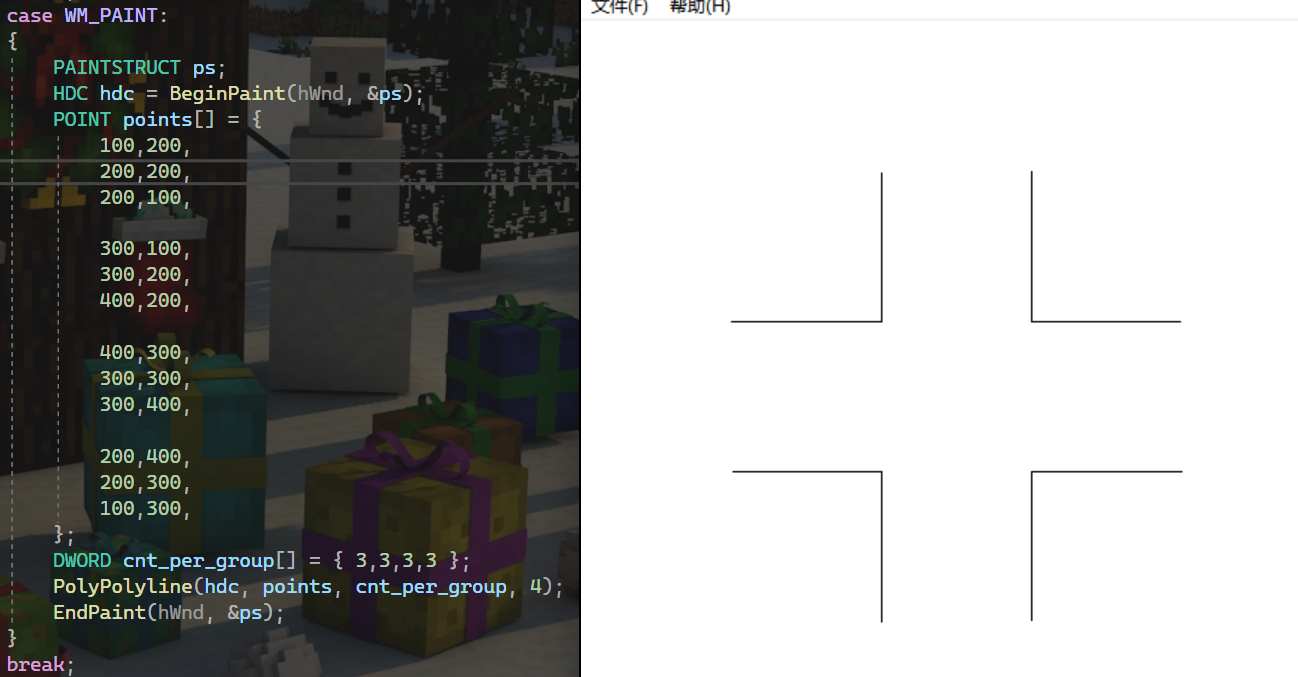 case WM_PAINT:
{
PAINTSTRUCT ps;
HDC hdc = BeginPaint(hWnd, &ps);
POINT points[] = {
100,200,
200,200,
200,100,
300,100,
300,200,
400,200,
400,300,
300,300,
300,400,
200,400,
200,300,
100,300,
};
DWORD cnt_per_group[] = { 3,3,3,3 };
PolyPolyline(hdc, points, cnt_per_group, 4);
EndPaint(hWnd, &ps);
}
break;
文件(F) 帮助(H)